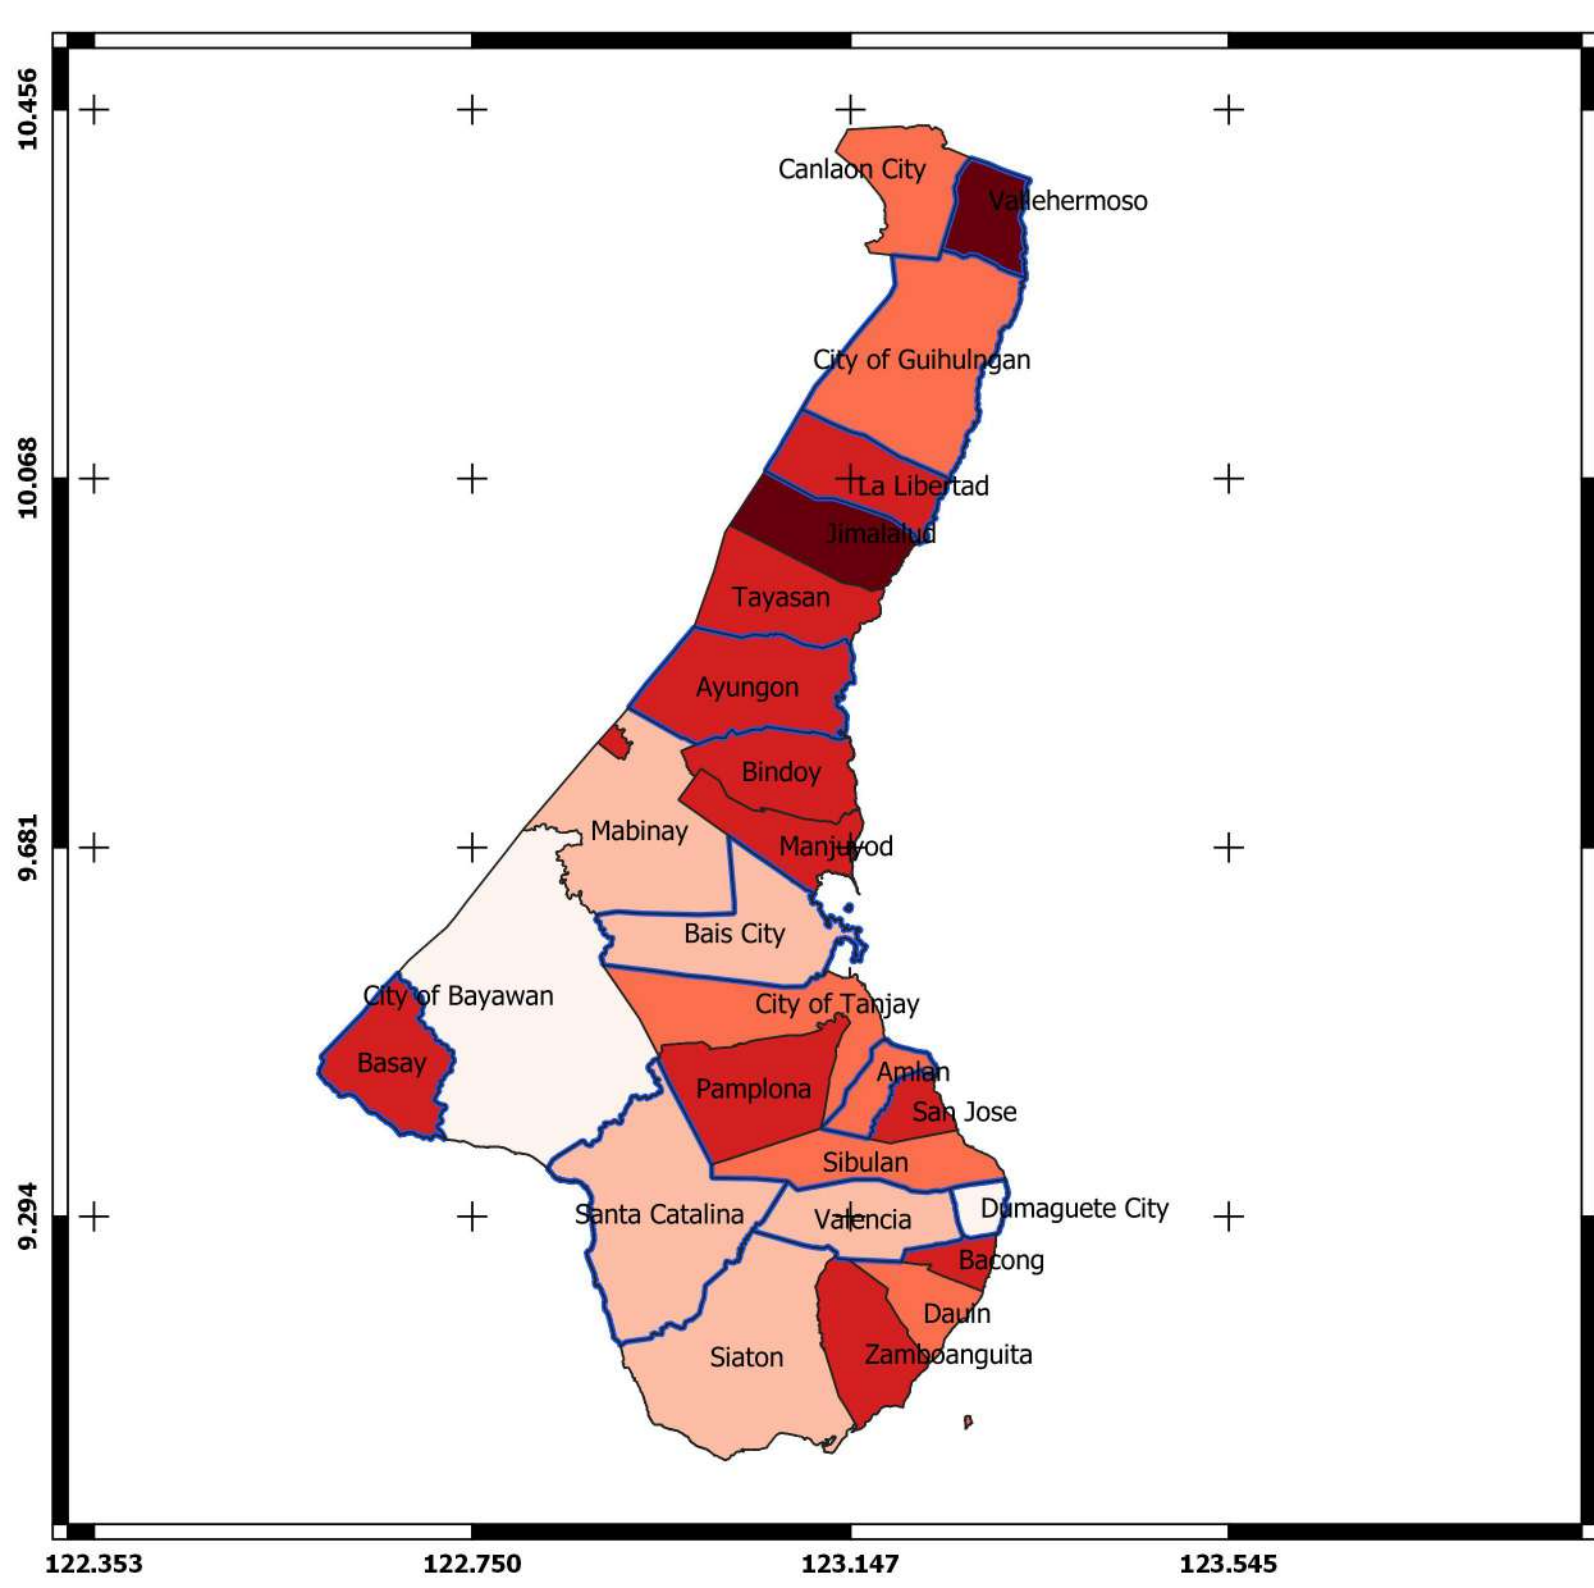 10.456
Canlaon City
Vallehermoso
City of Guihulngan
10.068
La Libertad
Jimalalud
Tayasan
Ayungon
Bindoy
Mabinay
Manjuyod
9.681
Bais City
City of Bayawan
City of Tanjay
Basay
Pamplona
Amlan
San Jose
Sibulan
9.294
Santa Catalina
Valencia
Dumaguete City
Bacong
Dauin
Siaton
Zamboanguita
122.353
122.750
123.147
123.545